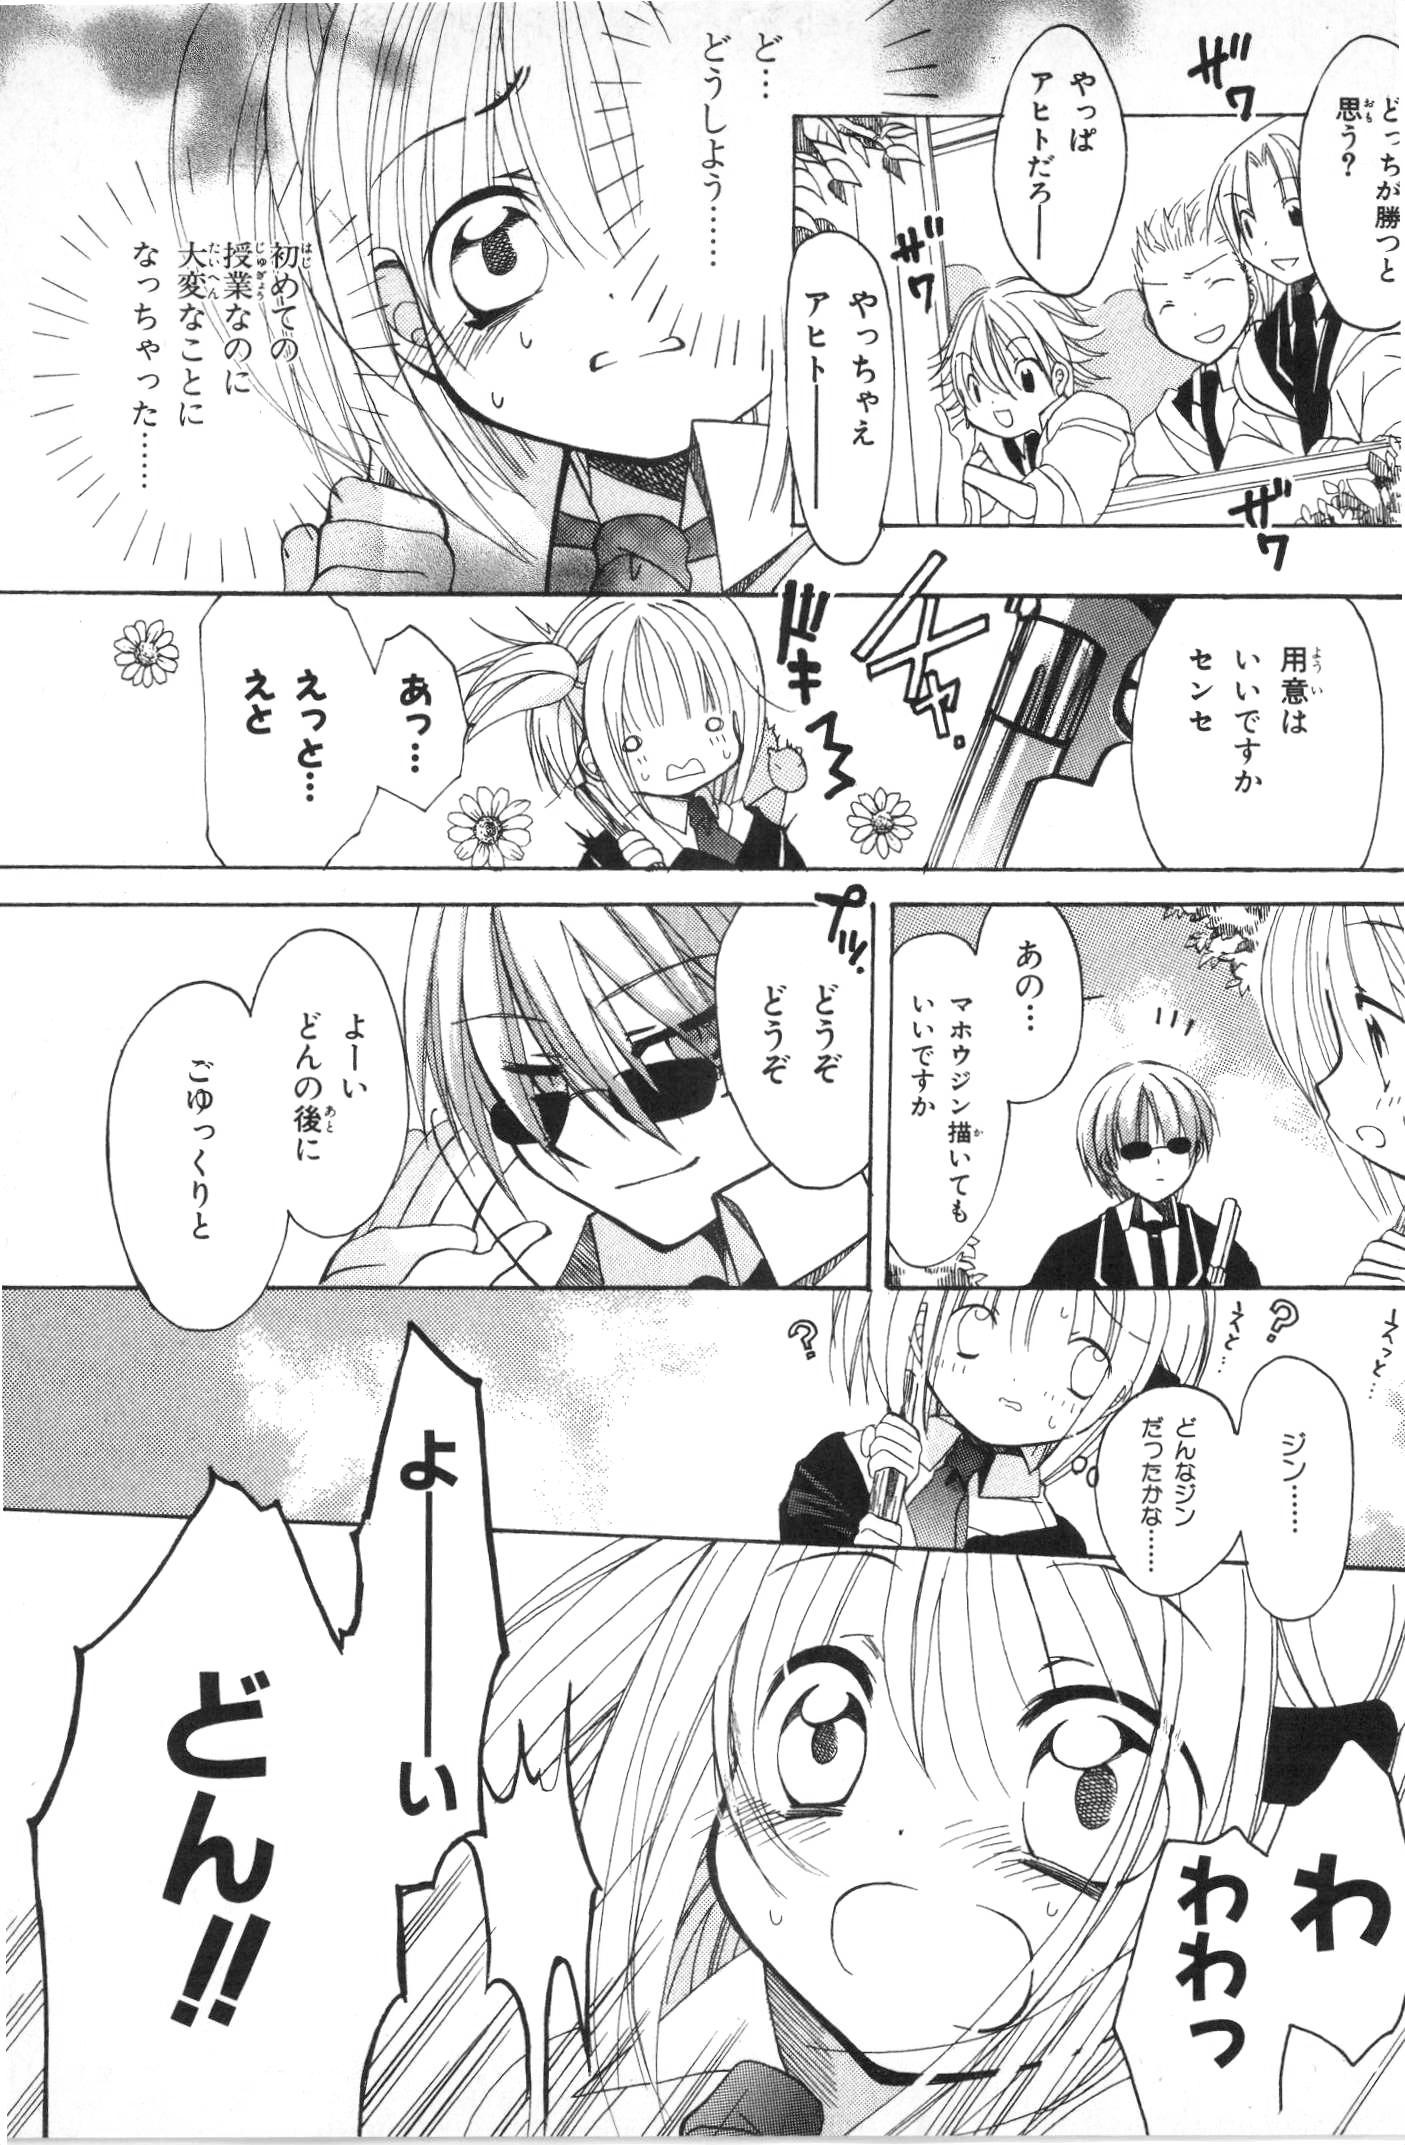 どっちが勝つと
思う?
ザワ
やっぱ
アヒトだろー
ザワ
やっちゃえ
アヒトー
ザワ
ど…
どうしよう……
初めての
授業なのに
大変なことに
なっちゃった……
用意は
いいですか
センセ
チャ.
ドキ
あっ…
えっと…
えと
あの…
マホウジン描いても
いいですか
プッ.
どうぞ
どうぞ
よーい
どんの後に
ごゆっくりと
えっと…
?
えと…
ジン……
どんなジン
だったかな……
?
わ
わわっ
よーい
どん!!